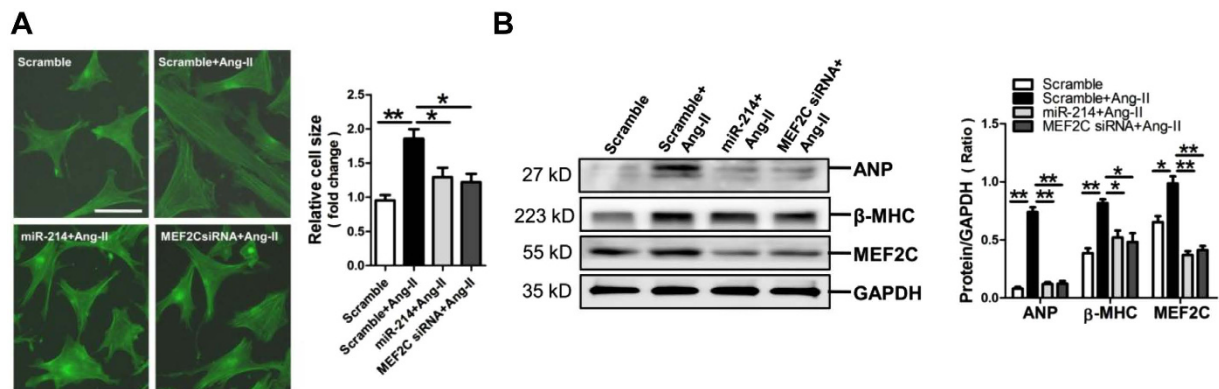 A
Scramble
Scramble+Ang-II
miR-214+Ang-II
MEF2CsiRNA+Ang-II
Relative cell size
( fold change )
2.5
2.0
1.5
1.0
0.5
0.0
**
*
*
Scramble
Scramble+Ang-II
miR-214+Ang-II
MEF2C siRNA+Ang-II
B
Scramble
Scramble+
Ang-II
miR-214+
Ang-II
MEF2C siRNA+
Ang-II
27 kD
ANP
223 kD
β-MHC
55 kD
MEF2C
35 kD
GAPDH
Scramble
Scramble+Ang-II
miR-214+Ang-II
MEF2C siRNA+Ang-II
Protein/GAPDH ( Ratio )
1.5
1.0
0.5
0.0
** ** **
** * *
* ** **
ANP β-MHC MEF2C